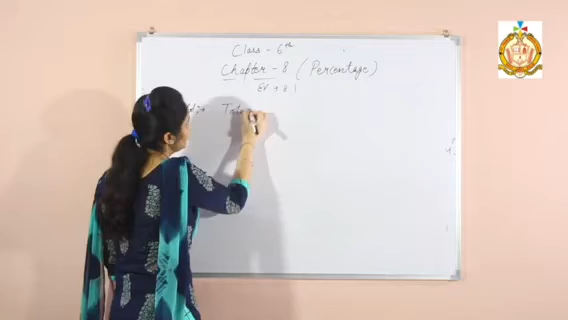 Class - 6th
Chapter - 8 (Percentage)
EX + 8.1